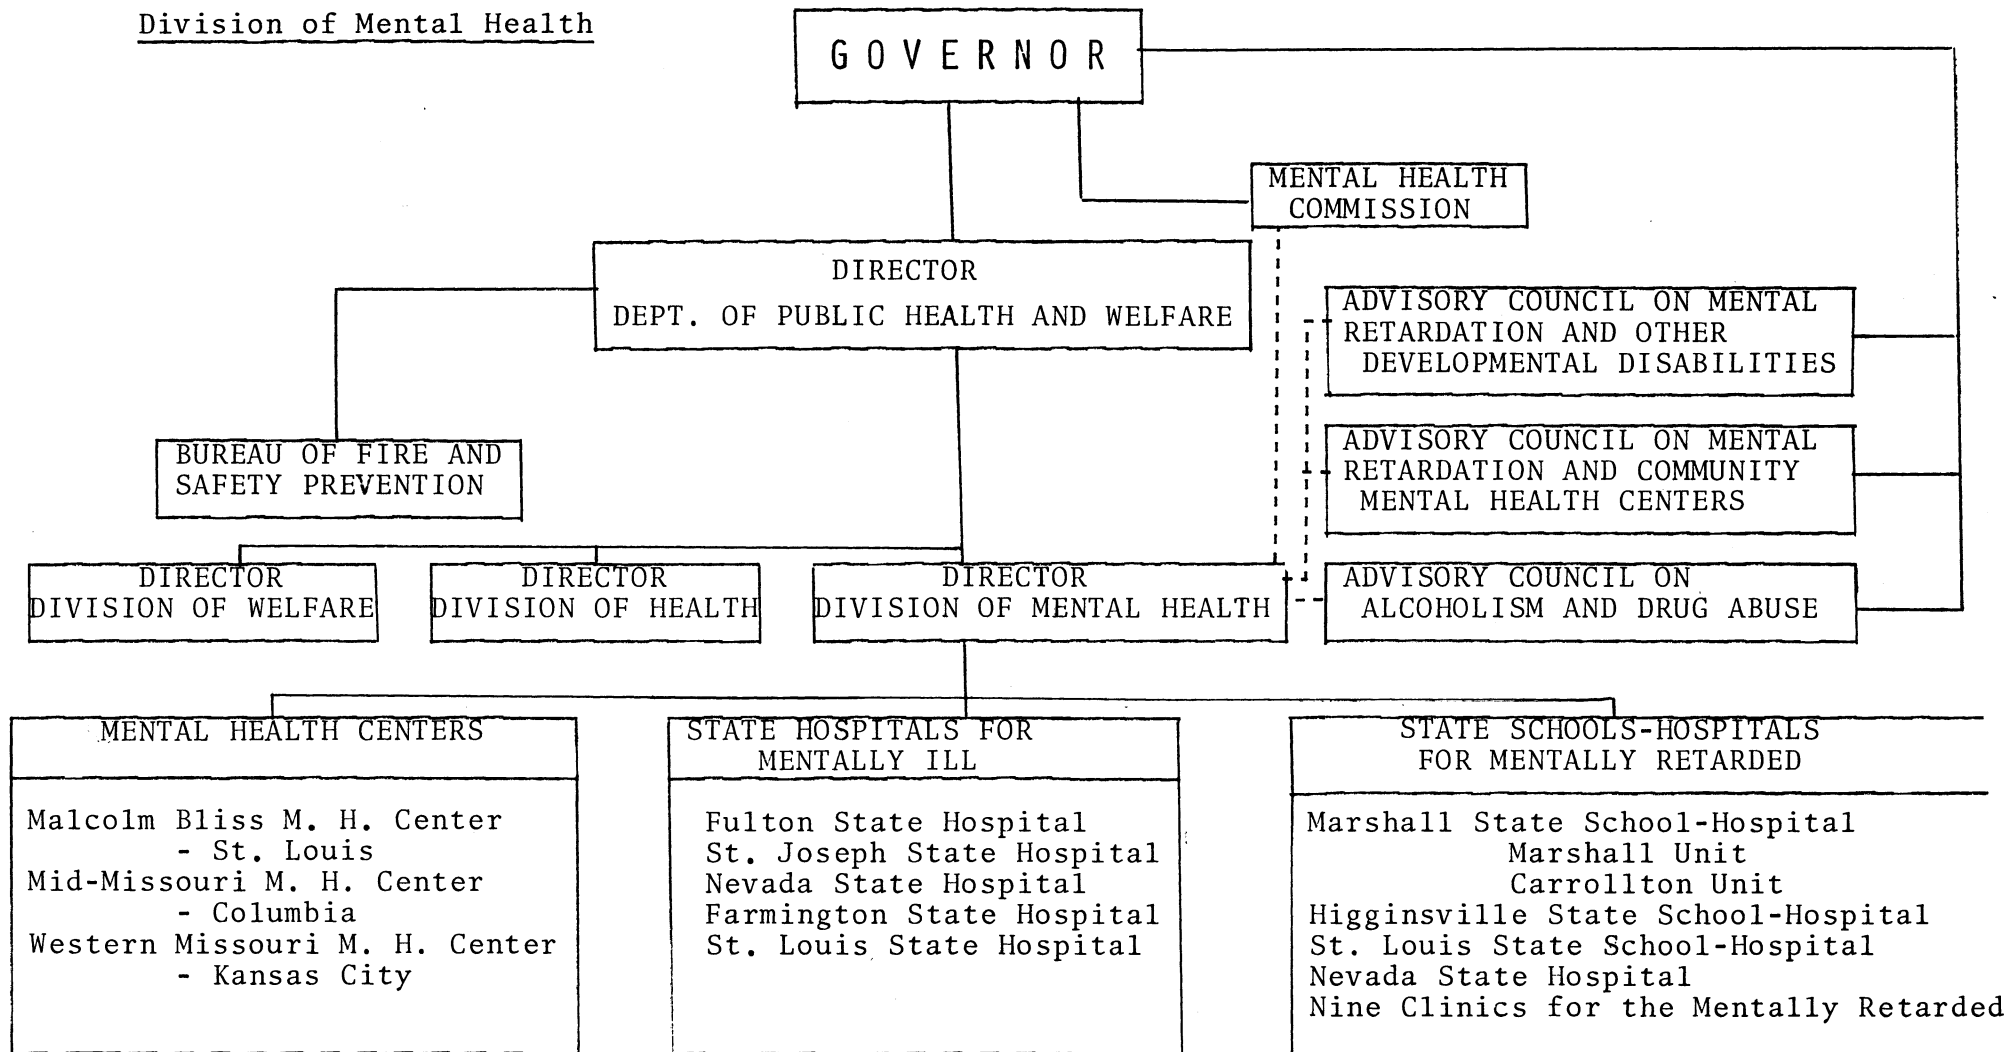 Division of Mental Health
GOVERNOR
MENTAL HEALTH
COMMISSION
DIRECTOR
DEPT. OF PUBLIC HEALTH AND WELFARE
ADVISORY COUNCIL ON MENTAL
RETARDATION AND OTHER
DEVELOPMENTAL DISABILITIES
BUREAU OF FIRE AND
SAFETY PREVENTION
ADVISORY COUNCIL ON MENTAL
RETARDATION AND COMMUNITY
MENTAL HEALTH CENTERS
DIRECTOR
DIVISION OF WELFARE
DIRECTOR
DIVISION OF HEALTH
DIRECTOR
DIVISION OF MENTAL HEALTH
ADVISORY COUNCIL ON
ALCOHOLISM AND DRUG ABUSE
MENTAL HEALTH CENTERS
Malcolm Bliss M. H. Center
- St. Louis
Mid-Missouri M. H. Center
- Columbia
Western Missouri M. H. Center
- Kansas City
STATE HOSPITALS FOR
MENTALLY ILL
Fulton State Hospital
St. Joseph State Hospital
Nevada State Hospital
Farmington State Hospital
St. Louis State Hospital
STATE SCHOOLS-HOSPITALS
FOR MENTALLY RETARDED
Marshall State School-Hospital
Marshall Unit
Carrollton Unit
Higginsville State School-Hospital
St. Louis State School-Hospital
Nevada State Hospital
Nine Clinics for the Mentally Retarded